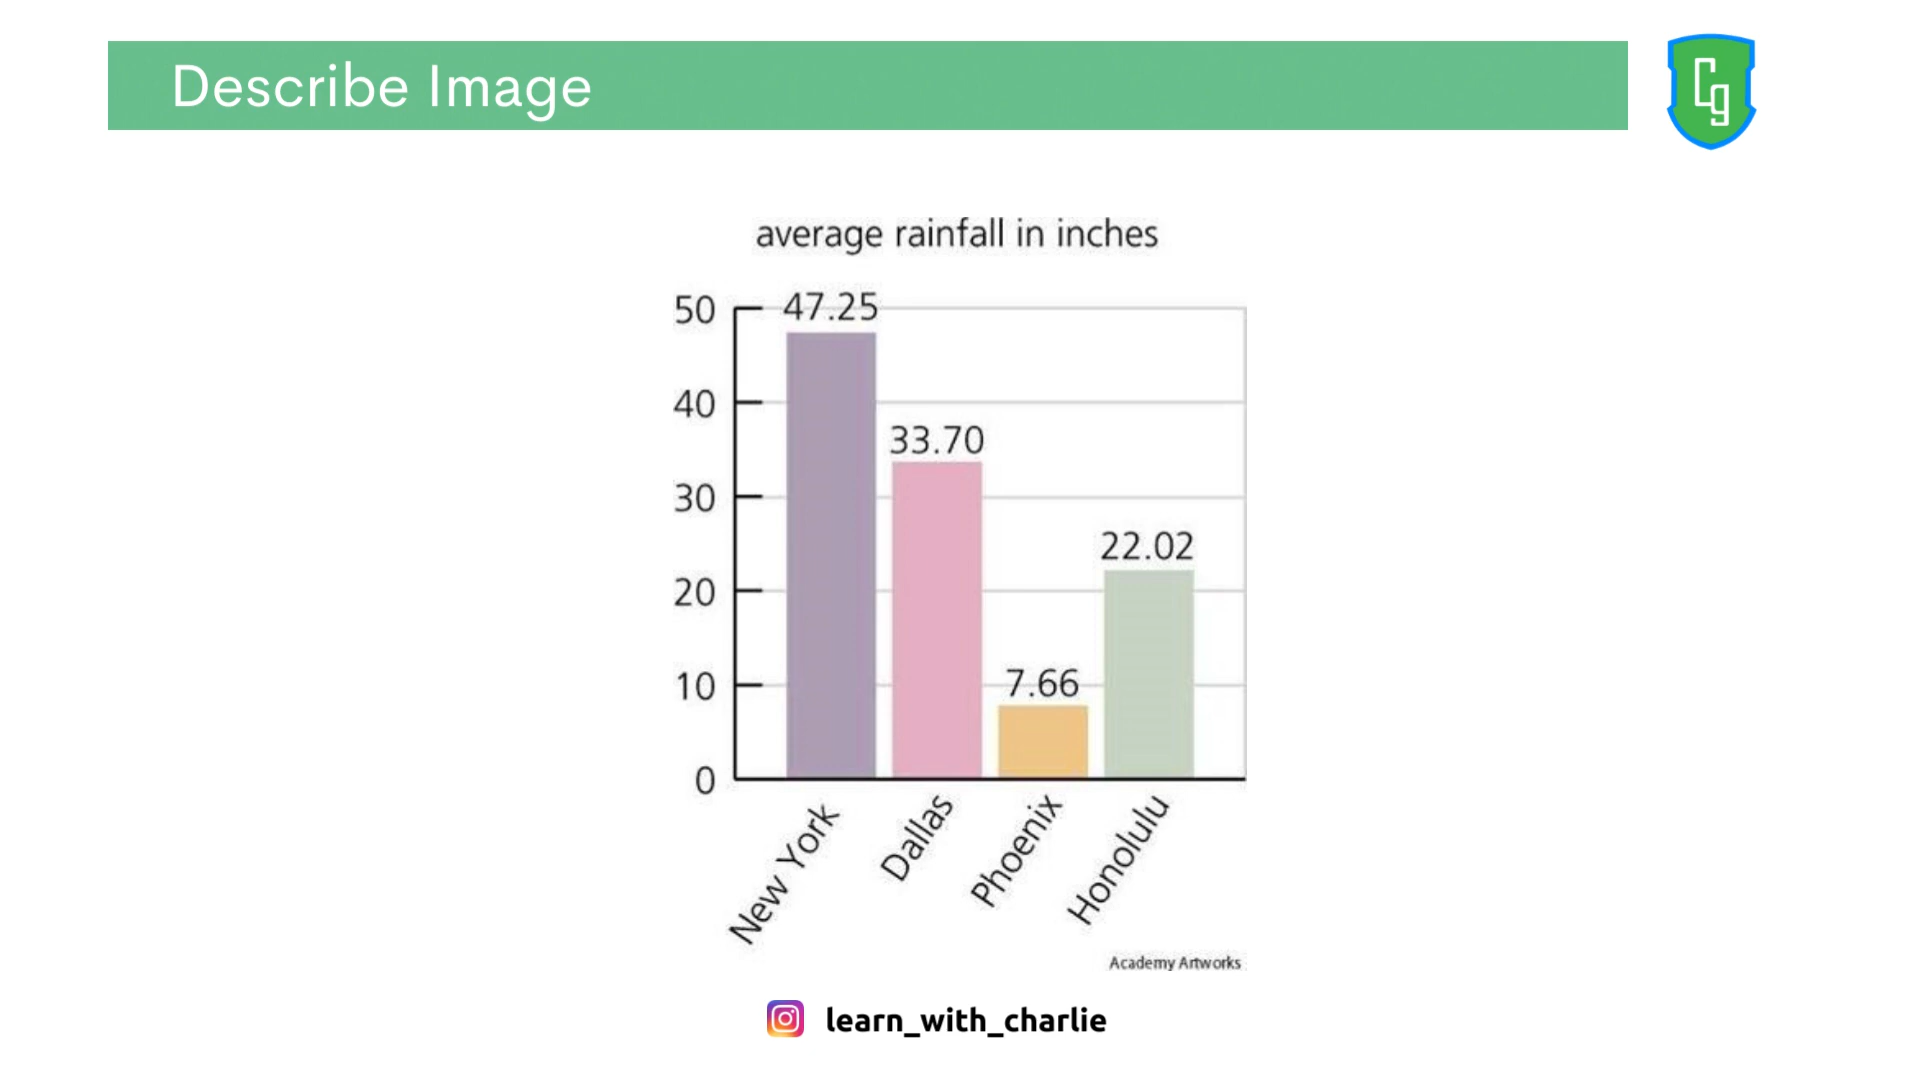 Describe Image
Cg
average rainfall in inches
50
47.25
40
33.70
30
22.02
20
7.66
10
0
New York
Dallas
Phoenix
Honolulu
Academy Artworks
learn_with_charlie